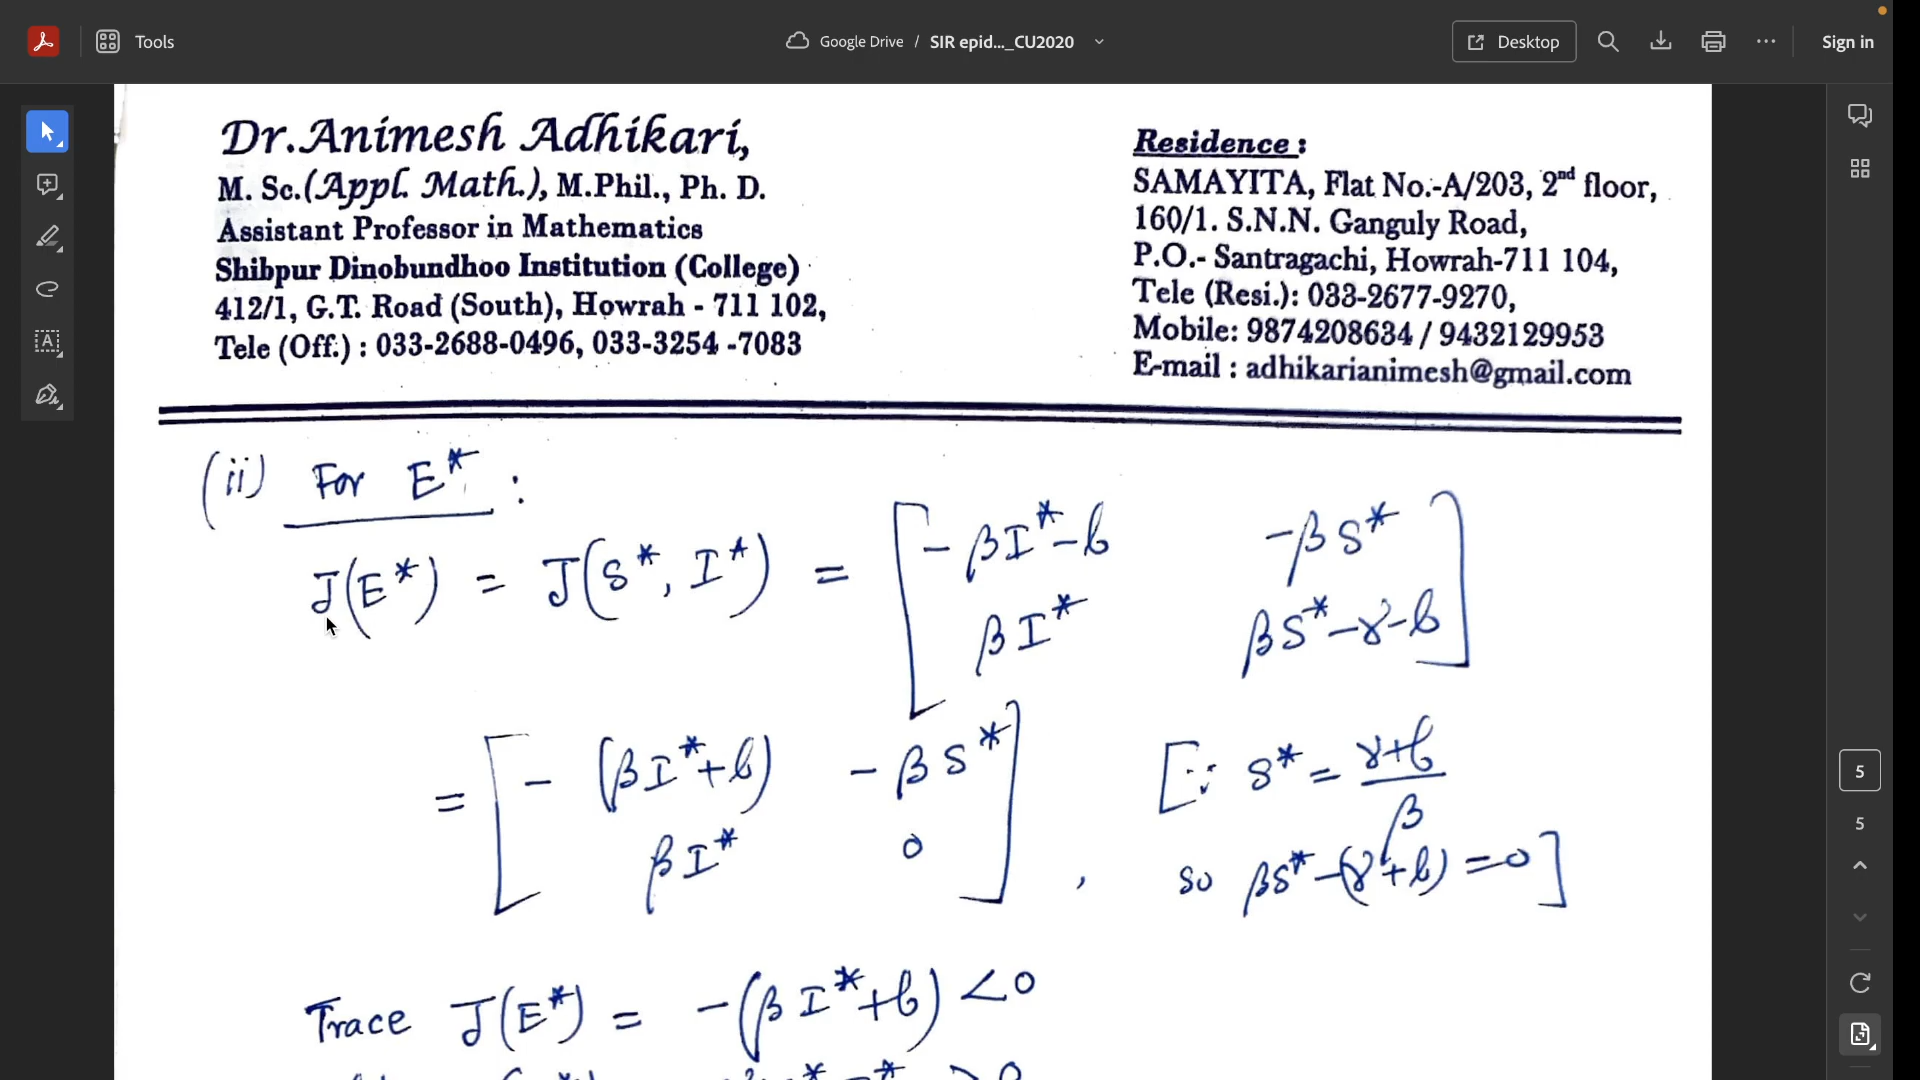 Tools
Google Drive / SIR epid..._CU2020
Desktop
Sign in
Dr.Animesh Adhikari,
M. Sc.(Appl. Math.), M.Phil., Ph. D.
Assistant Professor in Mathematics
Shibpur Dinobundhoo Institution (College)
412/1, G.T. Road (South), Howrah - 711 102,
Tele (Off.) : 033-2688-0496, 033-3254 -7083
Residence :
SAMAYITA, Flat No.-A/203, 2nd floor,
160/1. S.N.N. Ganguly Road,
P.O.- Santragachi, Howrah-711 104,
Tele (Resi.): 033-2677-9270,
Mobile: 9874208634 / 9432129953
E-mail : adhikarianimesh@gmail.com
(ii) For E* :
J(E*) = J(S*, I*) = [ -βI*-b  -βS*
βI*  βS*-γ-b ]
= [ -(βI*+b)  -βS*
βI*  0 ] ,
[∵ S* = γ+b / β
so βS*-(γ+b) =0]
Trace J(E*) = -(βI*+b) <0
5
5